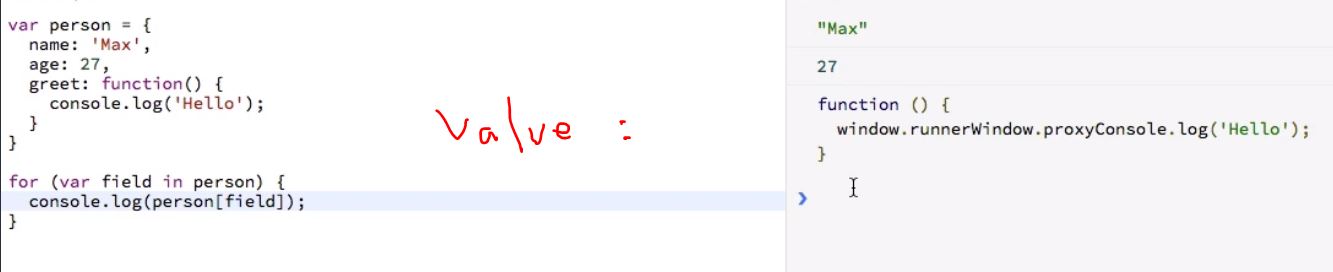 var person = {
  name: 'Max',
  age: 27,
  greet: function() {
    console.log('Hello');
  }
}
for (var field in person) {
  console.log(person[field]);
}
Value :
"Max"
27
function () {
  window.runnerWindow.proxyConsole.log('Hello');
}